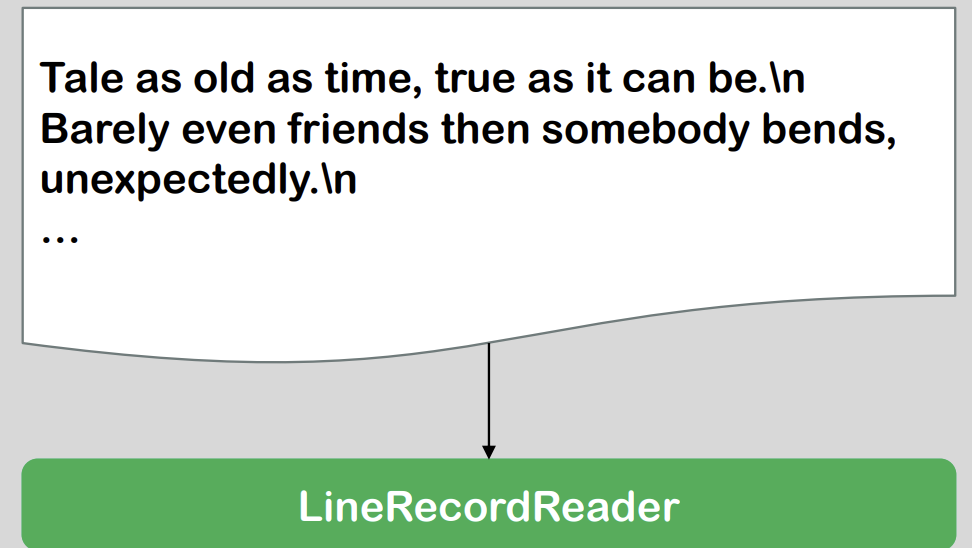 Tale as old as time, true as it can be.\n
Barely even friends then somebody bends,
unexpectedly.\n
...
LineRecordReader